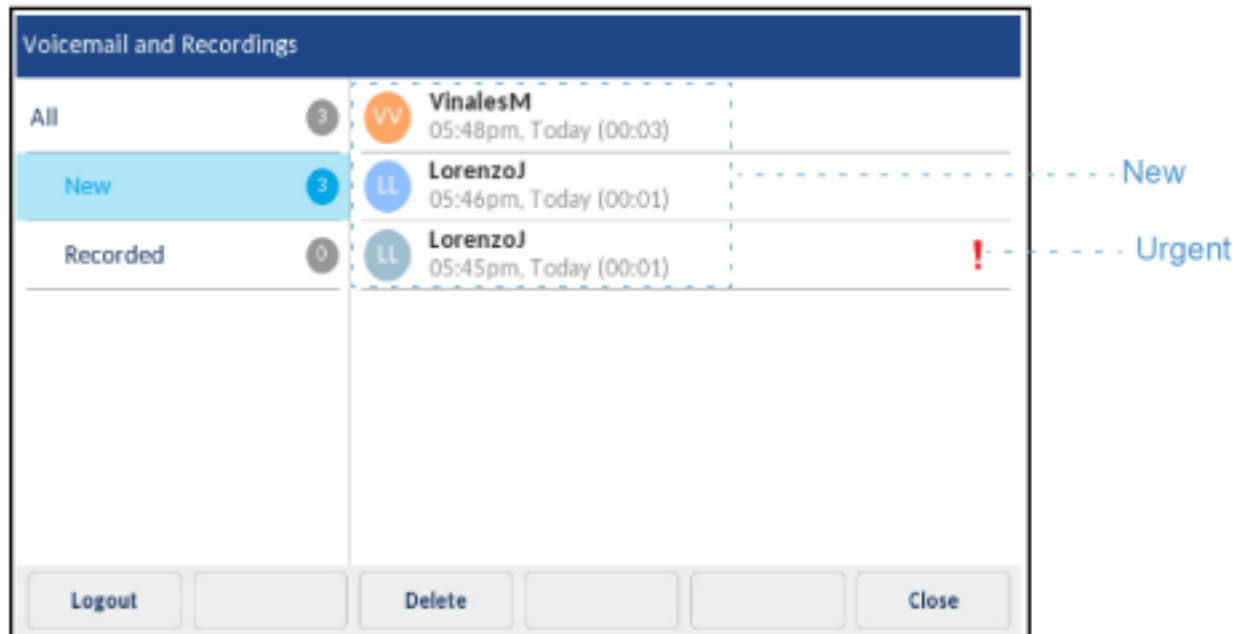 Voicemail and Recordings
All 3
New 3
Recorded 0
VV VinalesM
05:48pm, Today (00:03)
LL LorenzoJ
05:46pm, Today (00:01)
LL LorenzoJ
05:45pm, Today (00:01)
!
New
Urgent
Logout Delete Close